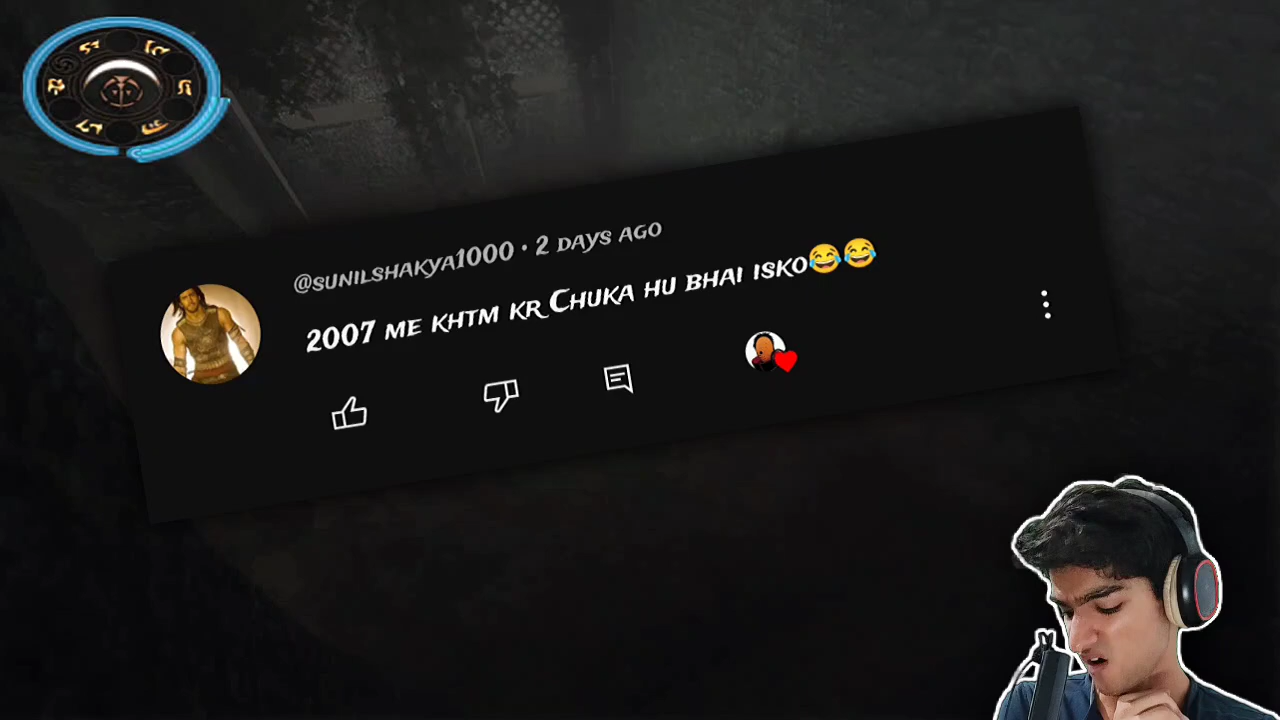 @sunilshakya1000 • 2 days ago
2007 me khtm kr Chuka hu bhai isko😂😂